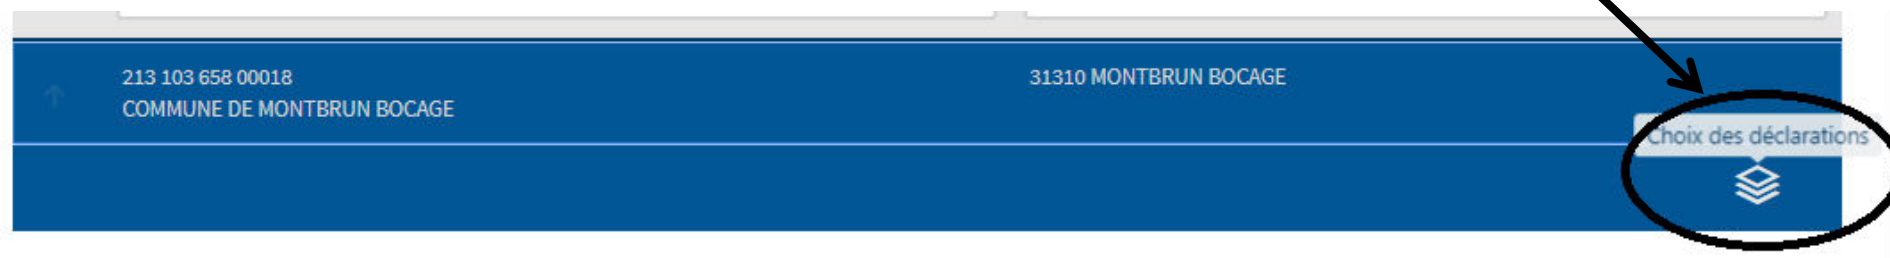 213 103 658 00018
31310 MONTBRUN BOCAGE
COMMUNE DE MONTBRUN BOCAGE
Choix des déclarations